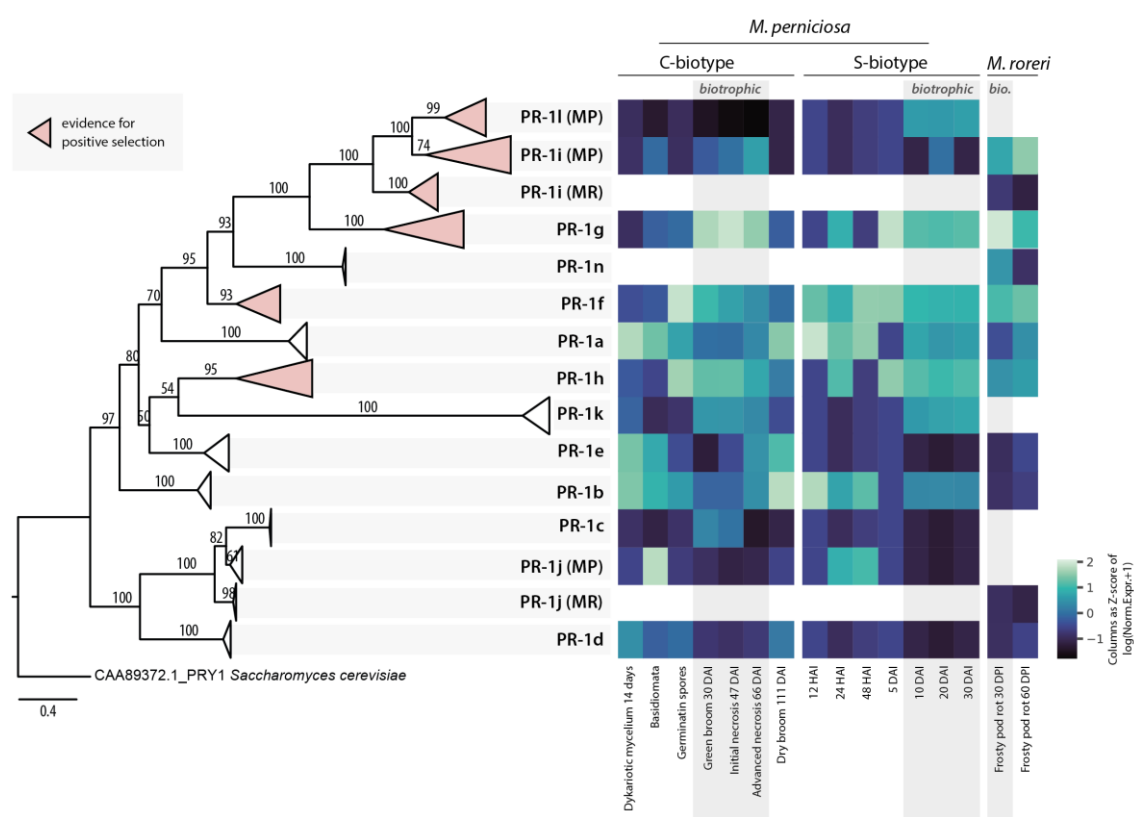 M. perniciosa
C-biotype
S-biotype
M. roreri
biotrophic
biotrophic
bio.
evidence for
positive selection
99
PR-1l (MP)
100
74
PR-1i (MP)
100
100
PR-1i (MR)
100
100
PR-1g
93
100
PR-1n
95
93
PR-1f
70
100
PR-1a
80
95
PR-1h
54
100
PR-1k
50
97
100
PR-1e
100
PR-1b
100
PR-1c
82
61
PR-1j (MP)
100
98
PR-1j (MR)
100
100
PR-1d
CAA89372.1_PRY1 Saccharomyces cerevisiae
0.4
Dykariotic mycelium 14 days
Basidiomata
Germinatin spores
Green broom 30 DAI
Initial necrosis 47 DAI
Advanced necrosis 66 DAI
Dry broom 111 DAI
12 HAI
24 HAI
48 HAI
5 DAI
10 DAI
20 DAI
30 DAI
Frosty pod rot 30 DPI
Frosty pod rot 60 DPI
2
1
0
−1
Columns as Z-score of
log(Norm.Expr.+1)